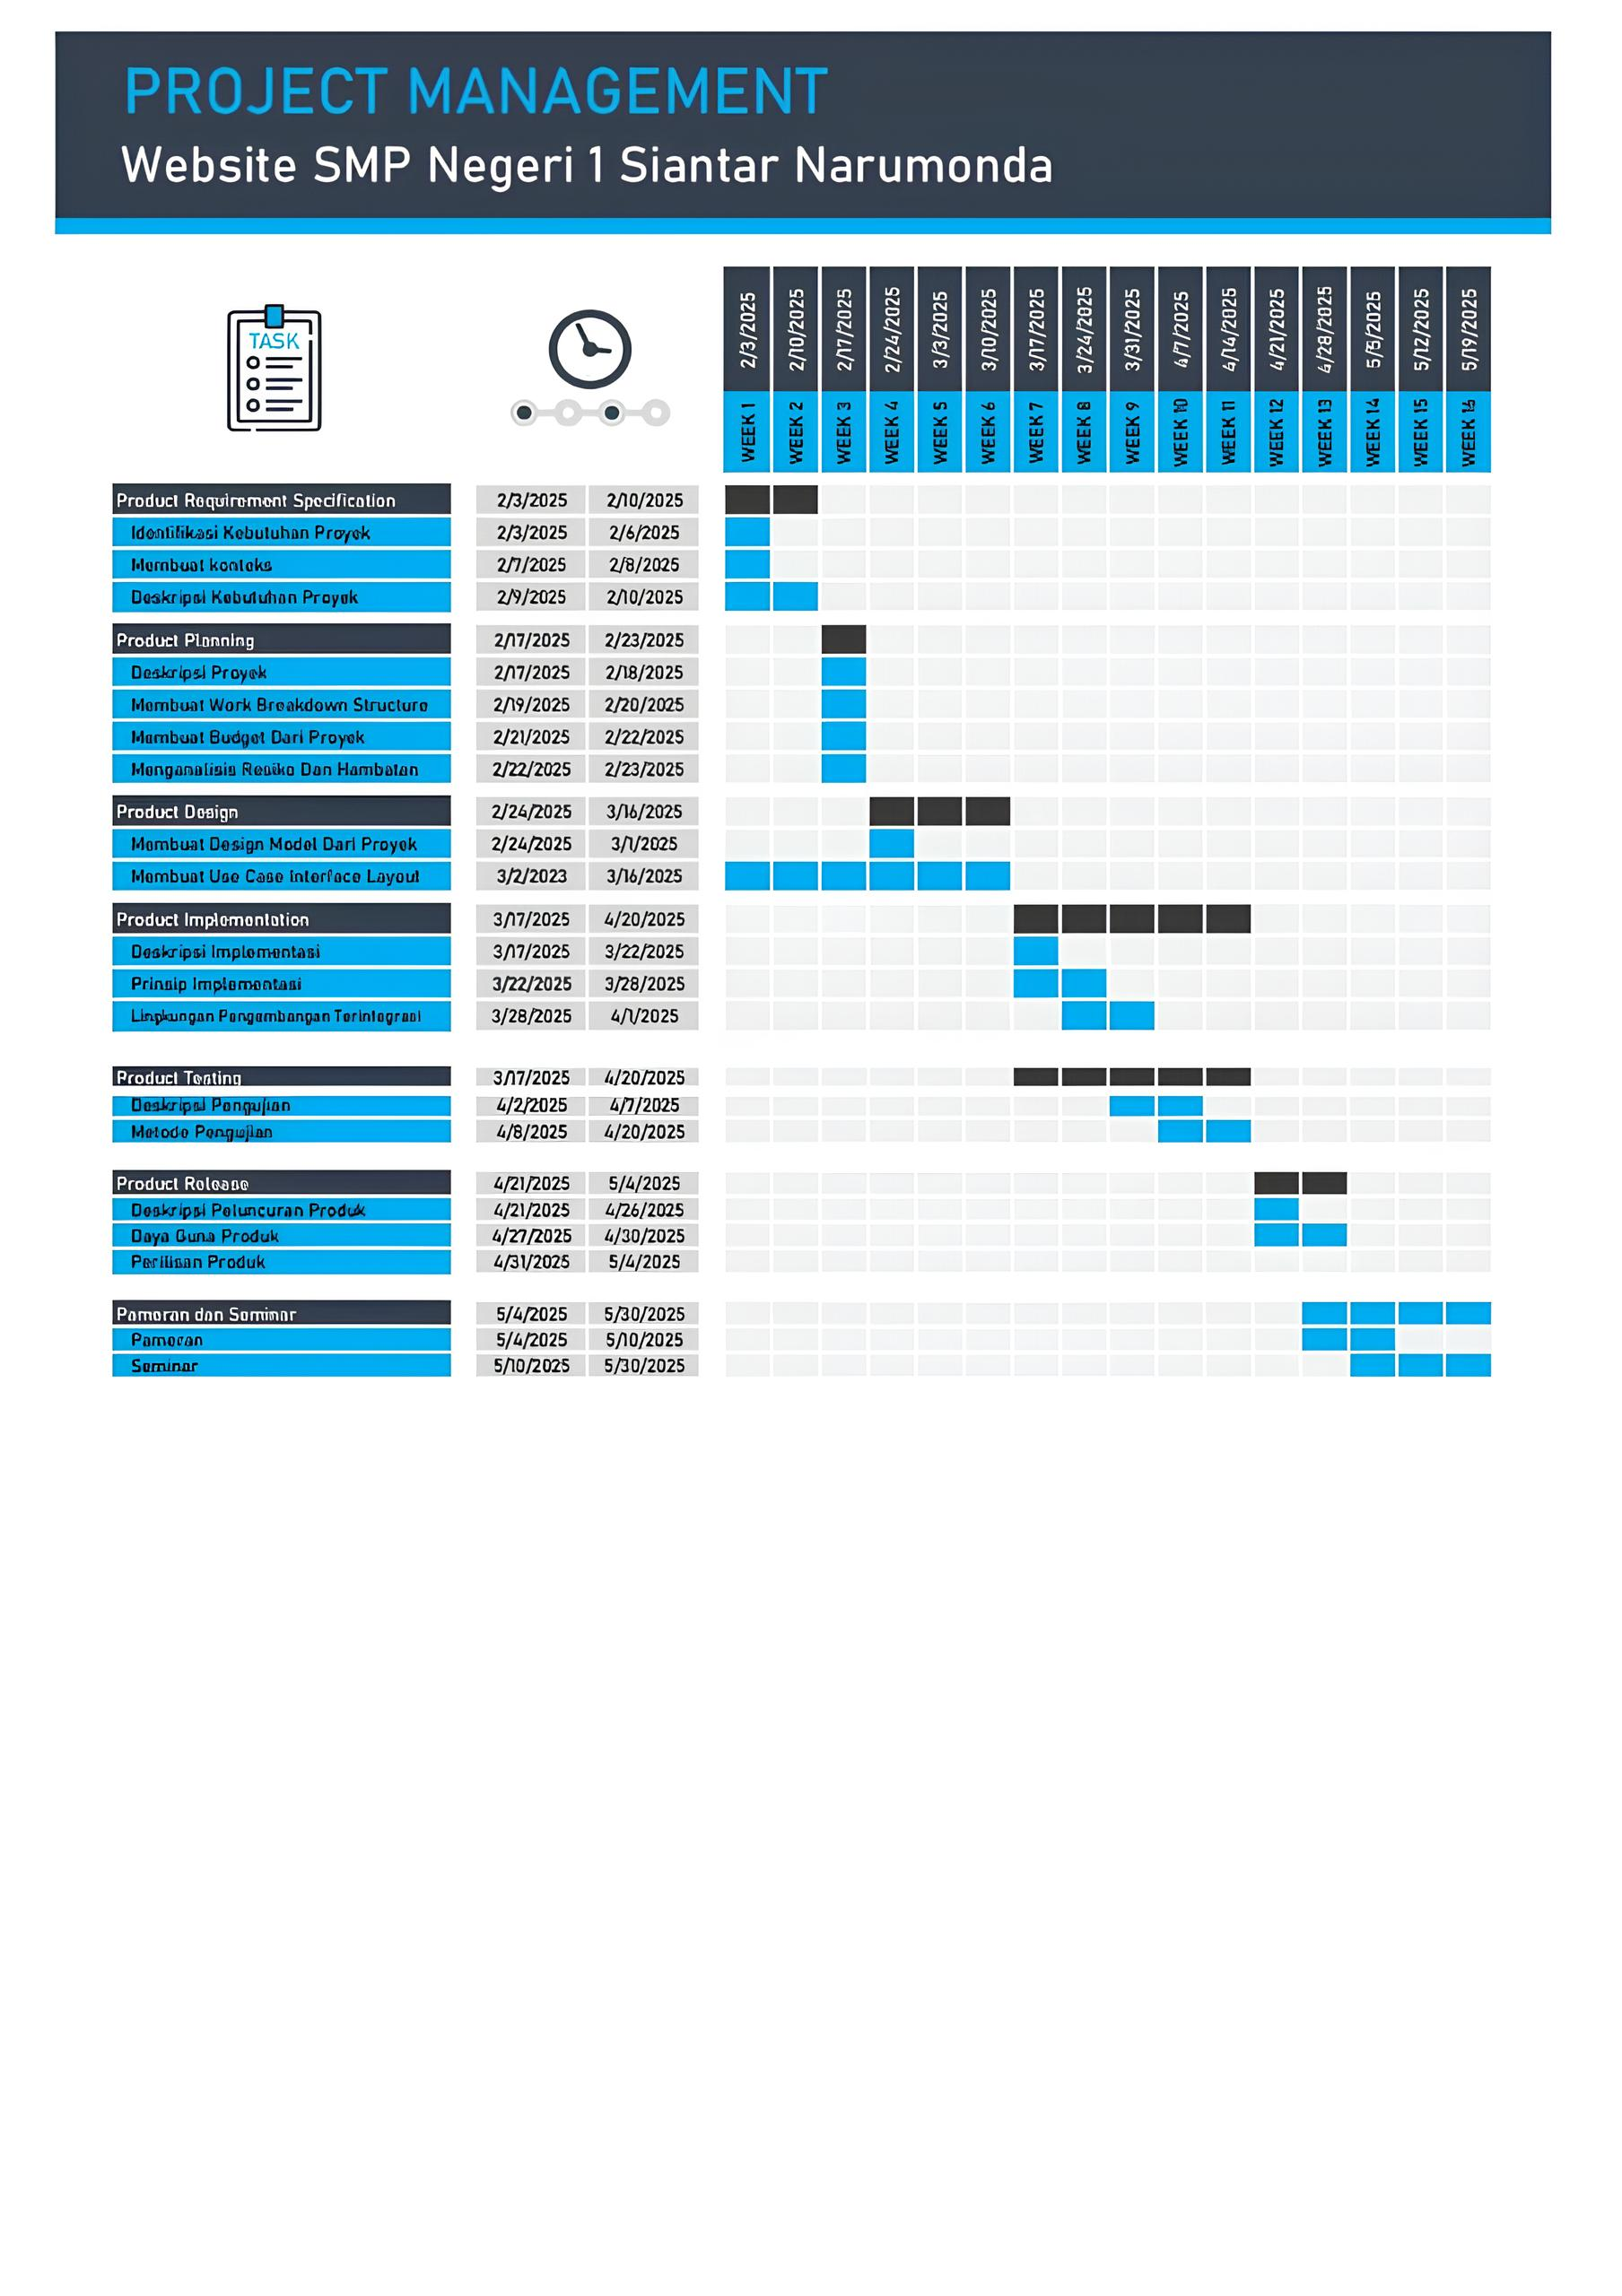 PROJECT MANAGEMENT
Website SMP Negeri 1 Siantar Narumonda
TASK
2/3/2025 2/10/2025 2/17/2025 2/24/2025 3/3/2025 3/10/2025 3/17/2025 3/24/2025 3/31/2025 4/7/2025 4/14/2025 4/21/2025 4/28/2025 5/5/2025 5/12/2025 5/19/2025
WEEK 1 WEEK 2 WEEK 3 WEEK 4 WEEK 5 WEEK 6 WEEK 7 WEEK 8 WEEK 9 WEEK 10 WEEK 11 WEEK 12 WEEK 13 WEEK 14 WEEK 15 WEEK 16
Product Requirement Specification 2/3/2025 2/10/2025
Identifikasi Kebutuhan Proyek 2/3/2025 2/6/2025
Membuat konteks 2/7/2025 2/8/2025
Deskripsi Kebutuhan Proyek 2/9/2025 2/10/2025
Product Planning 2/17/2025 2/23/2025
Deskripsi Proyek 2/17/2025 2/18/2025
Membuat Work Breakdown Structure 2/19/2025 2/20/2025
Membuat Budget Dari Proyek 2/21/2025 2/22/2025
Menganalisis Resiko Dan Hambatan 2/22/2025 2/23/2025
Product Design 2/24/2025 3/16/2025
Membuat Design Model Dari Proyek 2/24/2025 3/1/2025
Membuat Use Case Interface Layout 3/2/2023 3/16/2025
Product Implementation 3/17/2025 4/20/2025
Deskripsi Implementasi 3/17/2025 3/22/2025
Prinsip Implementasi 3/22/2025 3/28/2025
Lingkungan Pengembangan Terintegrasi 3/28/2025 4/1/2025
Product Testing 3/17/2025 4/20/2025
Deskripsi Pengujian 4/2/2025 4/7/2025
Metode Pengujian 4/8/2025 4/20/2025
Product Release 4/21/2025 5/4/2025
Deskripsi Peluncuran Produk 4/21/2025 4/26/2025
Daya Guna Produk 4/27/2025 4/30/2025
Perilisan Produk 4/31/2025 5/4/2025
Pameran dan Seminar 5/4/2025 5/30/2025
Pameran 5/4/2025 5/10/2025
Seminar 5/10/2025 5/30/2025